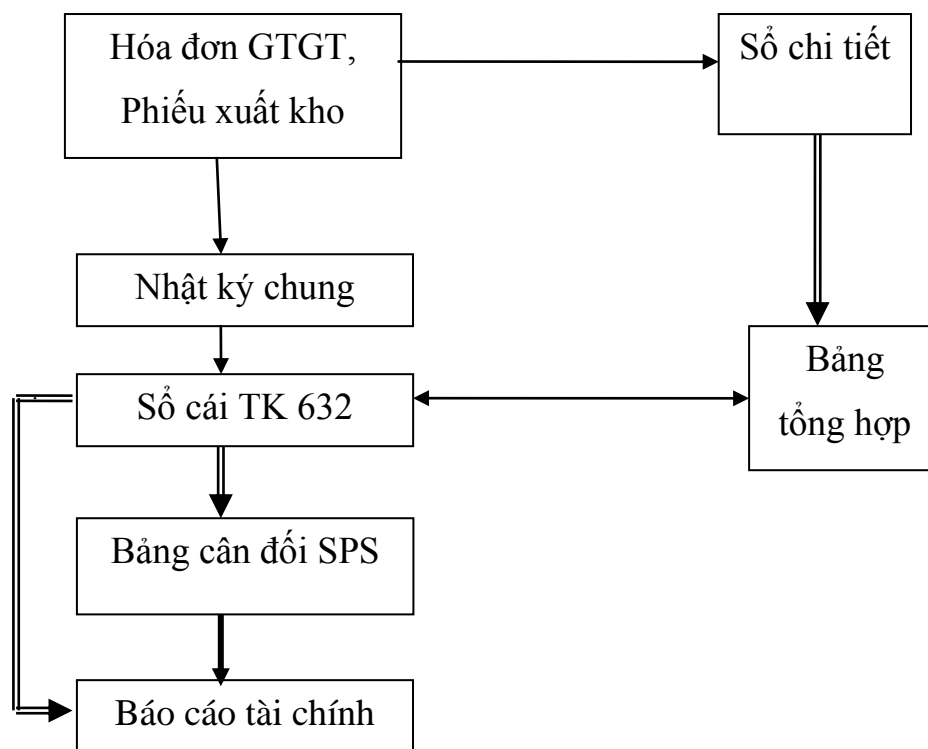 Hóa đơn GTGT,
Phiếu xuất kho
Sổ chi tiết
Nhật ký chung
Sổ cái TK 632
Bảng
tổng hợp
Bảng cân đối SPS
Báo cáo tài chính